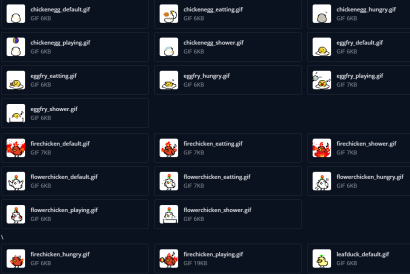 chickenegg_default.gif
GIF 6KB
chickenegg_eatting.gif
GIF 6KB
chickenegg_hungry.gif
GIF 6KB
chickenegg_playing.gif
GIF 6KB
chickenegg_shower.gif
GIF 6KB
eggfry_default.gif
GIF 6KB
eggfry_eatting.gif
GIF 6KB
eggfry_hungry.gif
GIF 6KB
eggfry_playing.gif
GIF 7KB
eggfry_shower.gif
GIF 6KB
firechicken_default.gif
GIF 7KB
firechicken_eatting.gif
GIF 7KB
firechicken_shower.gif
GIF 7KB
flowerchicken_default.gif
GIF 6KB
flowerchicken_eatting.gif
GIF 7KB
flowerchicken_hungry.gif
GIF 6KB
flowerchicken_playing.gif
GIF 6KB
flowerchicken_shower.gif
GIF 6KB
\
firechicken_hungry.gif
GIF 6KB
firechicken_playing.gif
GIF 19KB
leafduck_default.gif
GIF 6KB